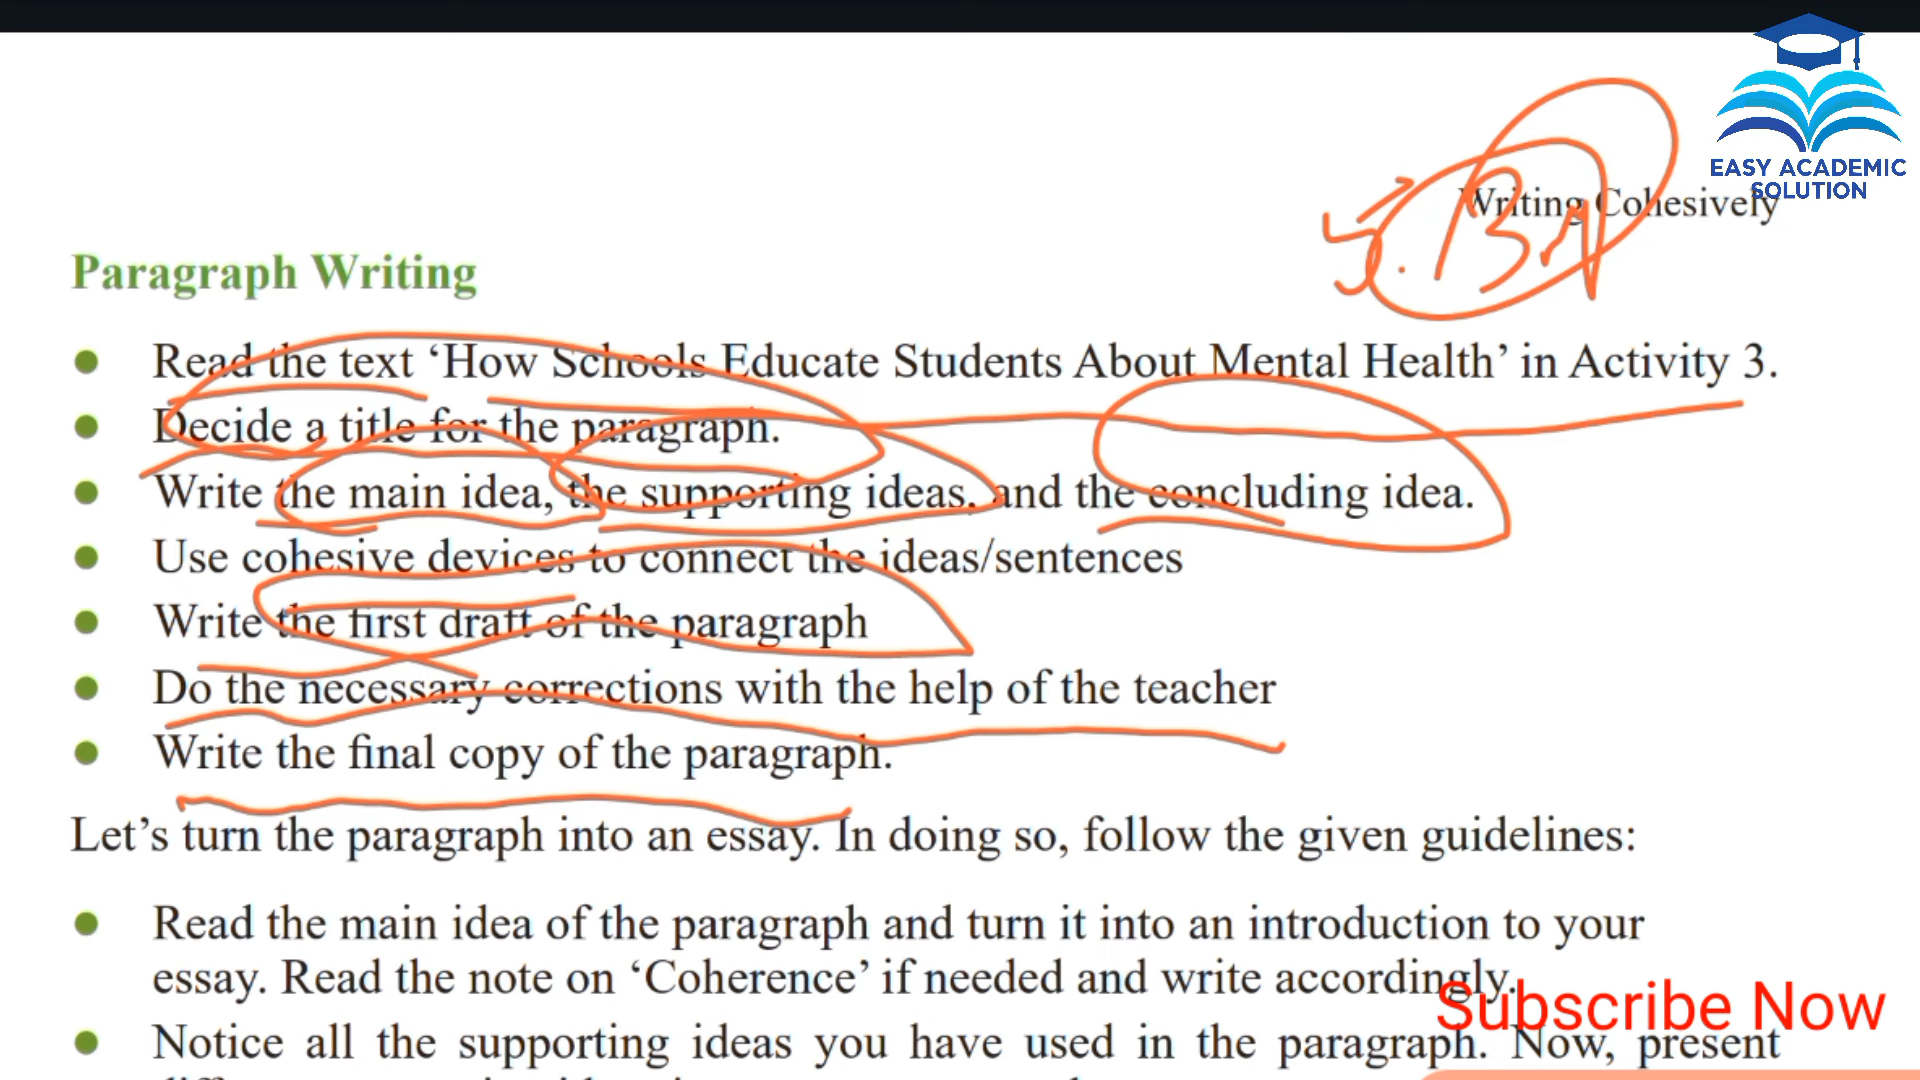 EASY ACADEMIC
SOLUTION
Writing Cohesively
Paragraph Writing
● Read the text ‘How Schools Educate Students About Mental Health’ in Activity 3.
● Decide a title for the paragraph.
● Write the main idea, the supporting ideas, and the concluding idea.
● Use cohesive devices to connect the ideas/sentences
● Write the first draft of the paragraph
● Do the necessary corrections with the help of the teacher
● Write the final copy of the paragraph.
Let’s turn the paragraph into an essay. In doing so, follow the given guidelines:
● Read the main idea of the paragraph and turn it into an introduction to your
essay. Read the note on ‘Coherence’ if needed and write accordingly.
Subscribe Now
● Notice all the supporting ideas you have used in the paragraph. Now, present